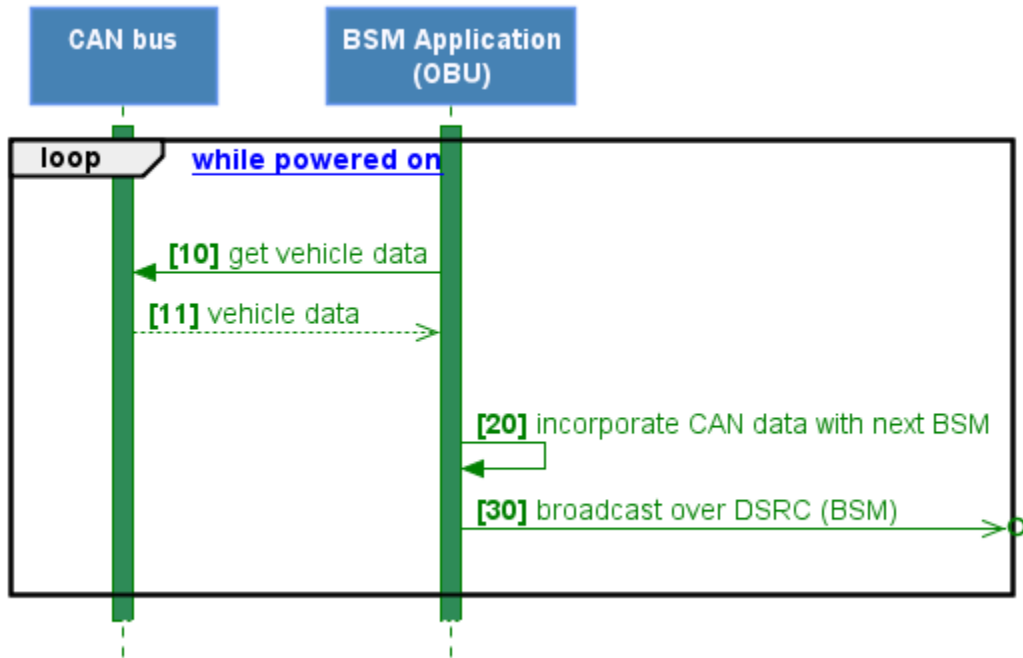 CAN bus
BSM Application
(OBU)
loop
while powered on
[10] get vehicle data
[11] vehicle data
[20] incorporate CAN data with next BSM
[30] broadcast over DSRC (BSM)